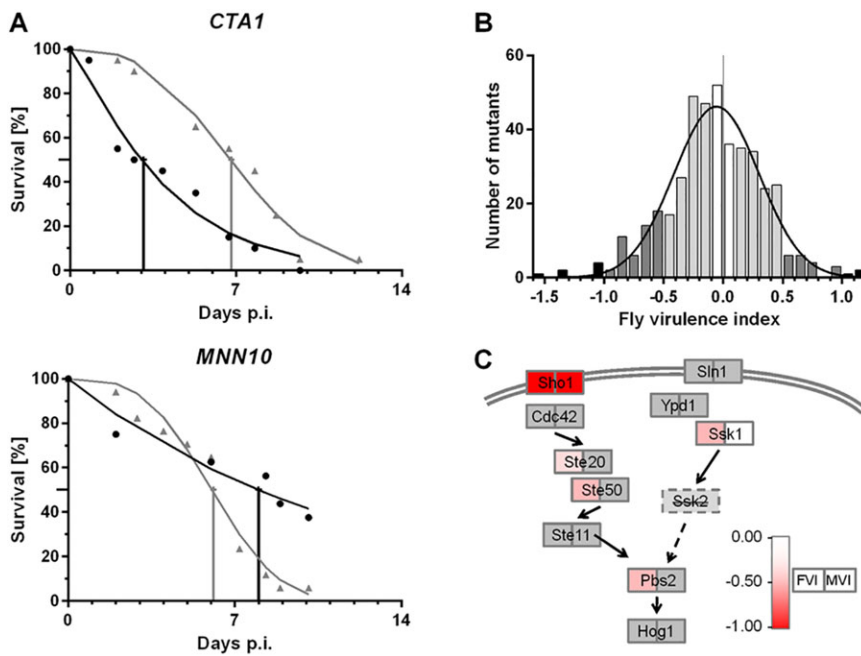 A
CTA1
Survival [%]
100
80
60
40
20
0
0
7
14
Days p.i.
MNN10
Survival [%]
100
80
60
40
20
0
0
7
14
Days p.i.
B
Number of mutants
60
40
20
0
-1.5
-1.0
-0.5
0.0
0.5
1.0
Fly virulence index
C
Sho1
Sln1
Cdc42
Ypd1
Ssk1
Ste20
Ste50
Ssk2
Ste11
Pbs2
Hog1
0.00
-0.50
-1.00
FVI MVI